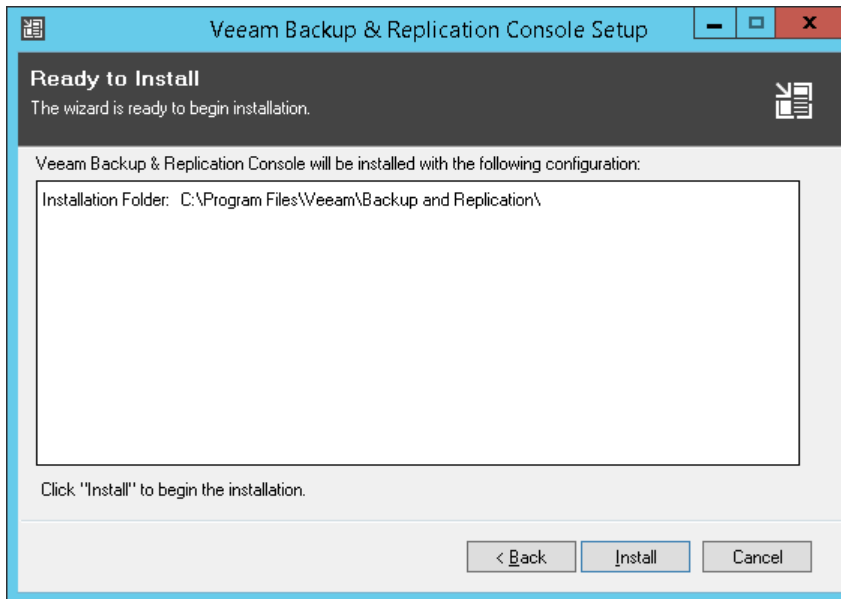 Veeam Backup & Replication Console Setup
Ready to Install
The wizard is ready to begin installation.
Veeam Backup & Replication Console will be installed with the following configuration:
Installation Folder: C:\Program Files\Veeam\Backup and Replication\
Click "Install" to begin the installation.
< Back Install Cancel